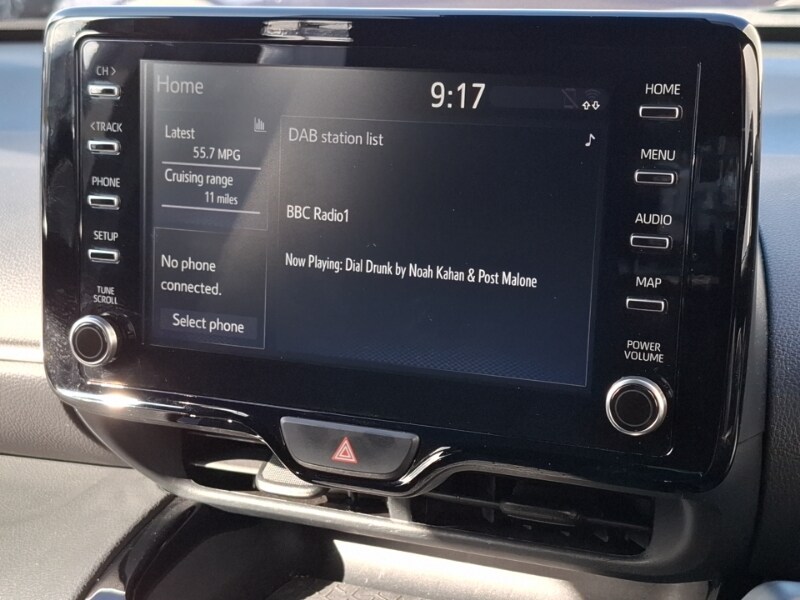 CH >
< TRACK
PHONE
SETUP
TUNE
SCROLL
Home
9:17
Latest
55.7 MPG
Cruising range
11 miles
No phone
connected.
Select phone
DAB station list
BBC Radio1
Now Playing: Dial Drunk by Noah Kahan & Post Malone
HOME
MENU
AUDIO
MAP
POWER
VOLUME